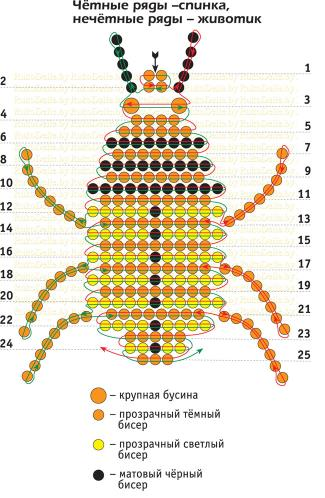 Чётные ряды –спинка,
нечётные ряды – животик
1
2
3
4
5
6
7
8
9
10
11
12
13
14
15
16
17
18
19
20
21
22
23
24
25
– крупная бусина
– прозрачный тёмный
бисер
– прозрачный светлый
бисер
– матовый чёрный
бисер